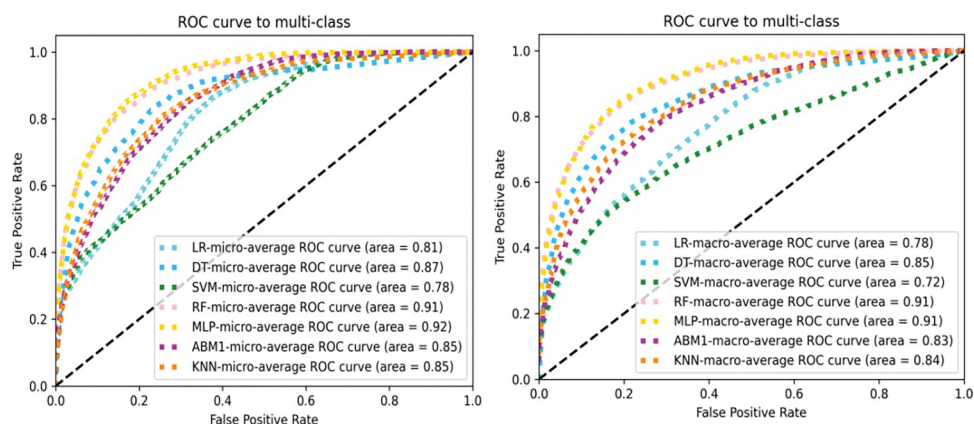 ROC curve to multi-class
1.0
0.8
0.6
0.4
0.2
0.0
True Positive Rate
LR-micro-average ROC curve (area = 0.81)
DT-micro-average ROC curve (area = 0.87)
SVM-micro-average ROC curve (area = 0.78)
RF-micro-average ROC curve (area = 0.91)
MLP-micro-average ROC curve (area = 0.92)
ABM1-micro-average ROC curve (area = 0.85)
KNN-micro-average ROC curve (area = 0.85)
0.0 0.2 0.4 0.6 0.8 1.0
False Positive Rate
ROC curve to multi-class
1.0
0.8
0.6
0.4
0.2
0.0
True Positive Rate
LR-macro-average ROC curve (area = 0.78)
DT-macro-average ROC curve (area = 0.85)
SVM-macro-average ROC curve (area = 0.72)
RF-macro-average ROC curve (area = 0.91)
MLP-macro-average ROC curve (area = 0.91)
ABM1-macro-average ROC curve (area = 0.83)
KNN-macro-average ROC curve (area = 0.84)
0.0 0.2 0.4 0.6 0.8 1.0
False Positive Rate